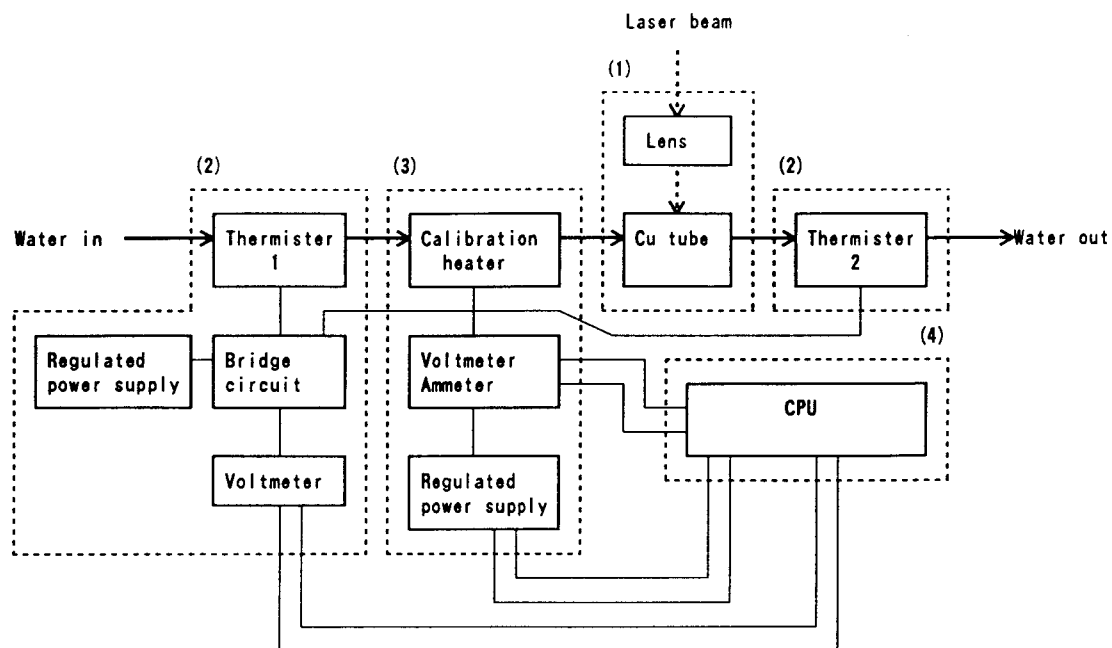 Laser beam
(1)
Lens
(2)
(3)
(2)
Water in
Thermister
1
Calibration
heater
Cu tube
Thermister
2
Water out
(4)
Regulated
power supply
Bridge
circuit
Voltmeter
Ammeter
CPU
Voltmeter
Regulated
power supply